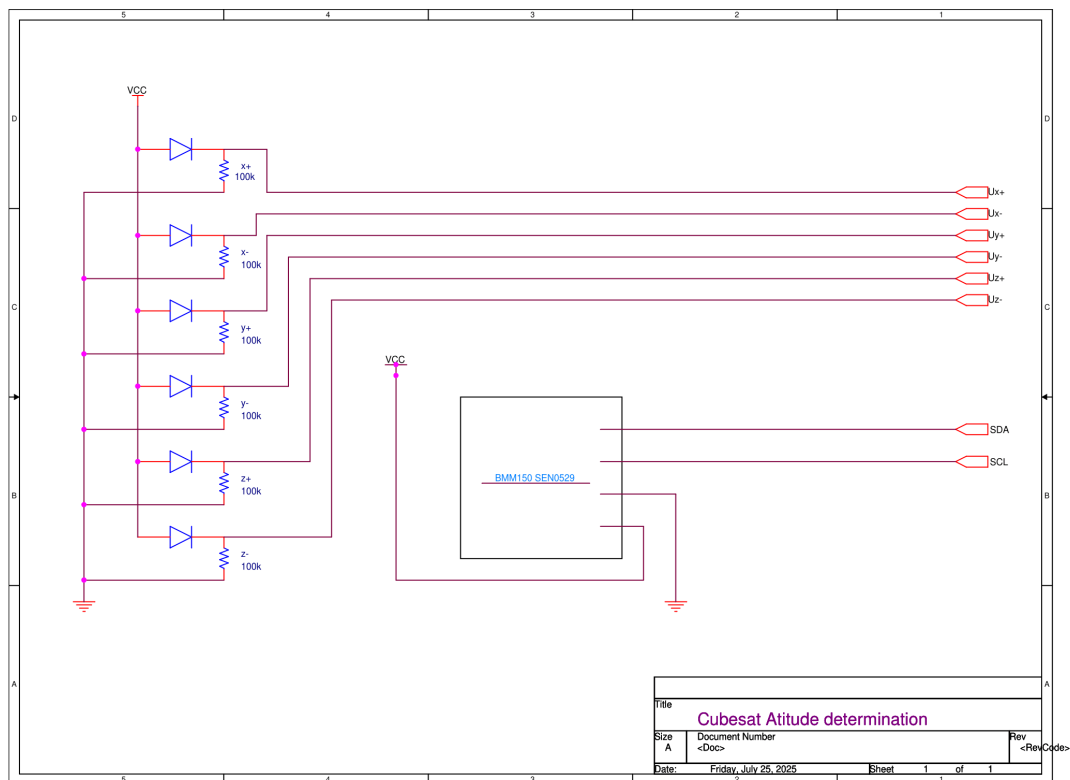 5 4 3 2 1
VCC
D D
x+
100k
Ux+
Ux-
x-
100k
Uy+
Uy-
Uz+
Uz-
C C
y+
100k
VCC
y-
100k
SDA
SCL
z+
100k
BMM150 SEN0529
B B
z-
100k
A A
Title
Cubesat Atitude determination
Size Document Number Rev
A <Doc> <RevCode>
Date: Friday, July 25, 2025 Sheet 1 of 1
5 4 3 2 1